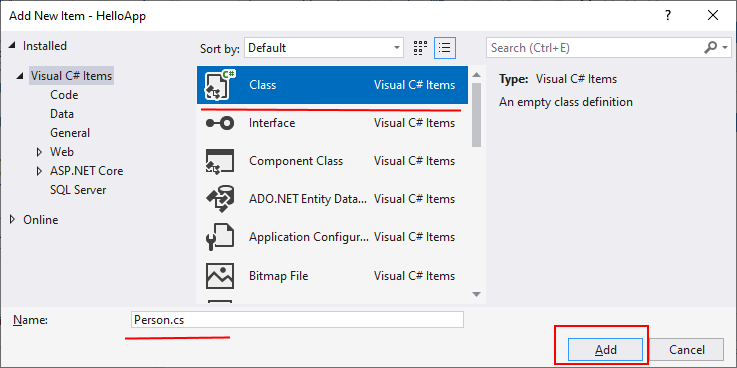 Add New Item - HelloApp
Installed
Visual C# Items
Code
Data
General
Web
ASP.NET Core
SQL Server
Online
Sort by: Default
C# Class Visual C# Items
Interface Visual C# Items
Component Class Visual C# Items
ADO.NET Entity Data... Visual C# Items
Application Configur... Visual C# Items
Bitmap File Visual C# Items
Search (Ctrl+E)
Type: Visual C# Items
An empty class definition
Name: Person.cs
Add Cancel